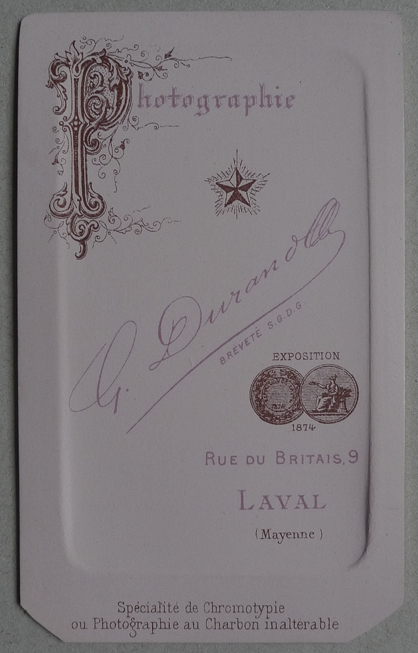 Photographie
G. Durand
BREVETÉ S.G.D.G.
EXPOSITION
1874
RUE DU BRITAIS, 9
LAVAL
(Mayenne)
Spécialité de Chromotypie
ou Photographie au Charbon inaltérable